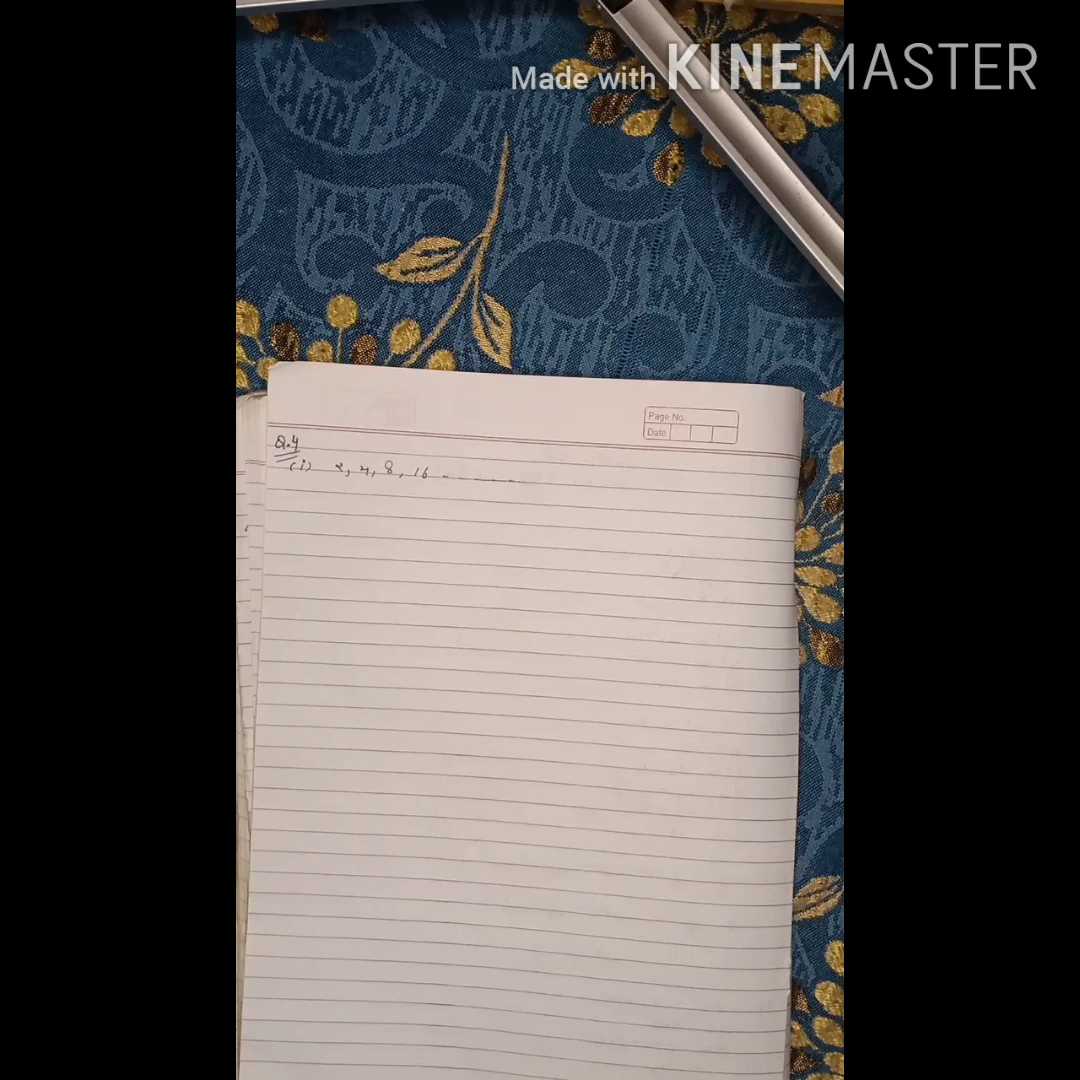 Made with KINEMASTER
Page No.
Date
Q.4
(i) 2, 4, 8, 16 - - - - - -